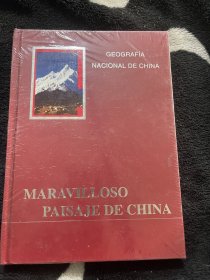 GEOGRAFÍA
NACIONAL DE CHINA
MARAVILLOSO
PAISAJE DE CHINA